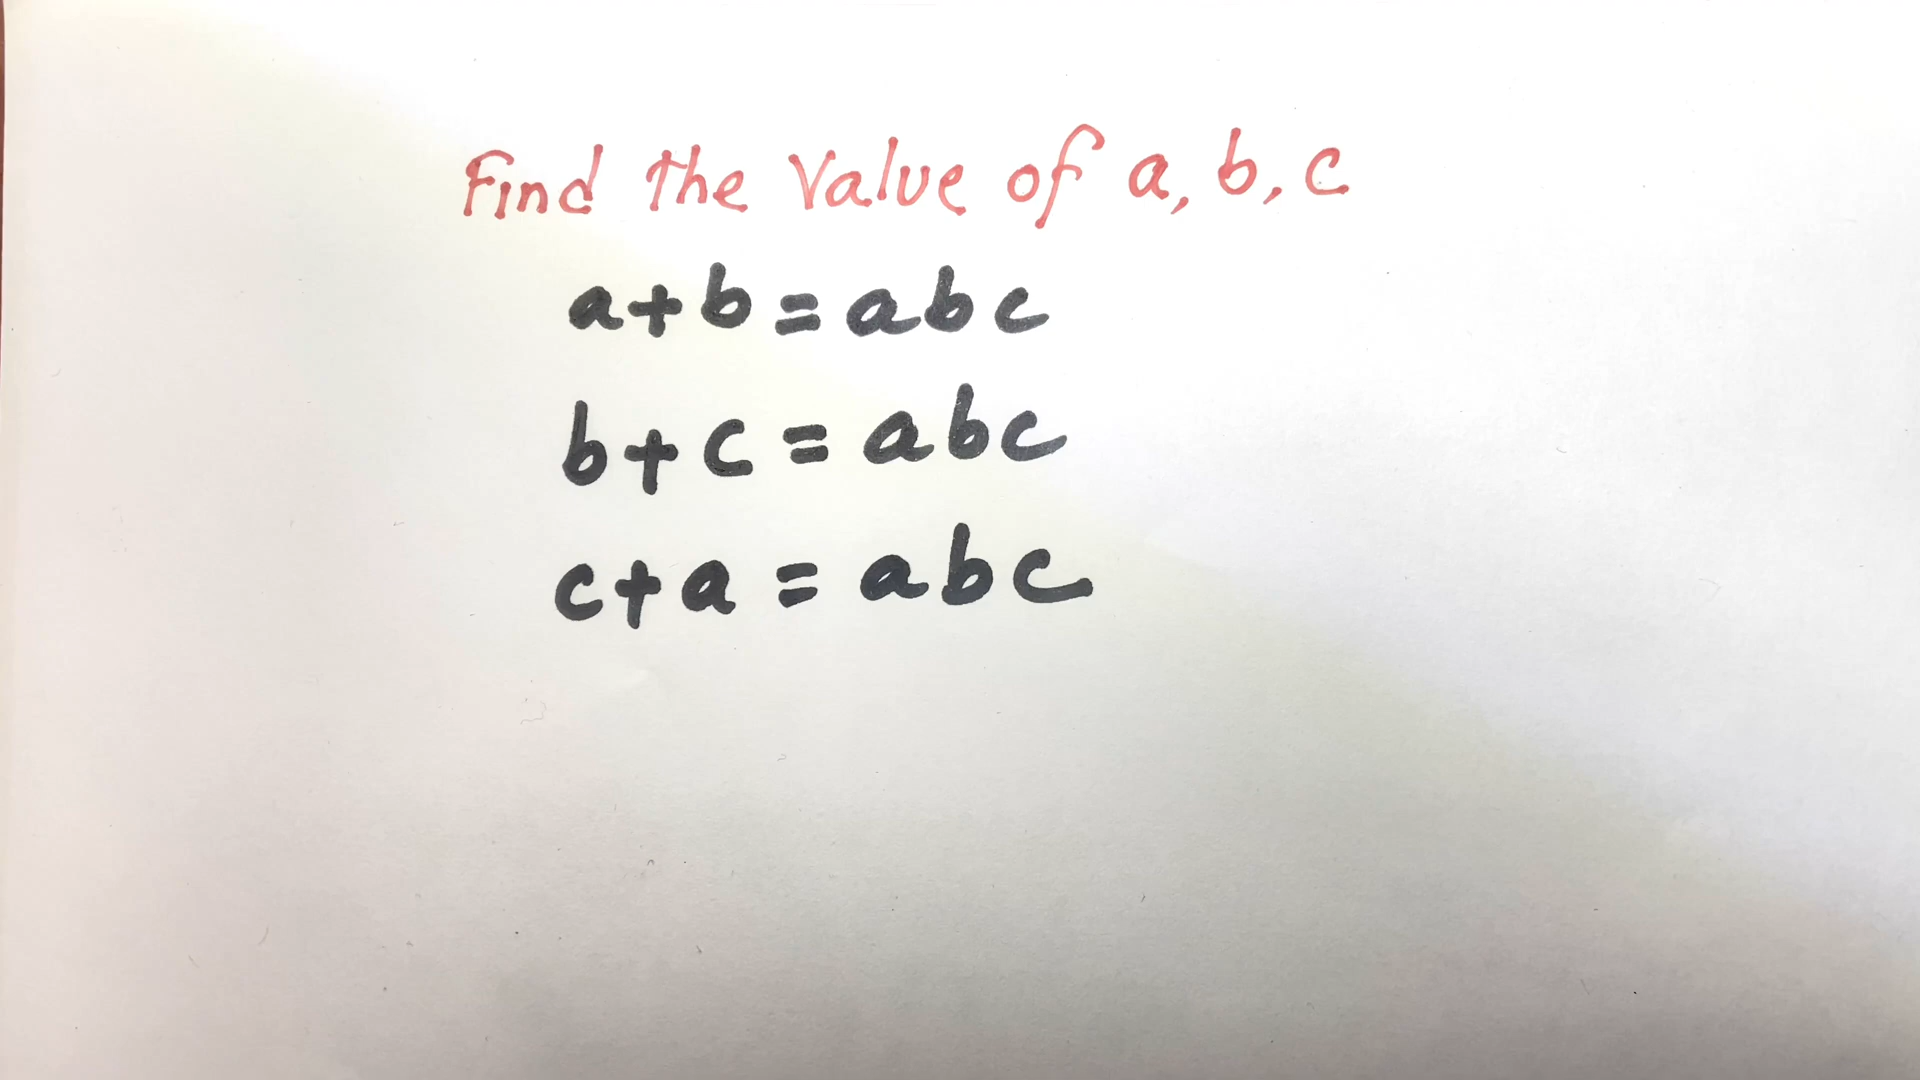 Find the Value of a, b, c
a+b=abc
b+c=abc
c+a=abc